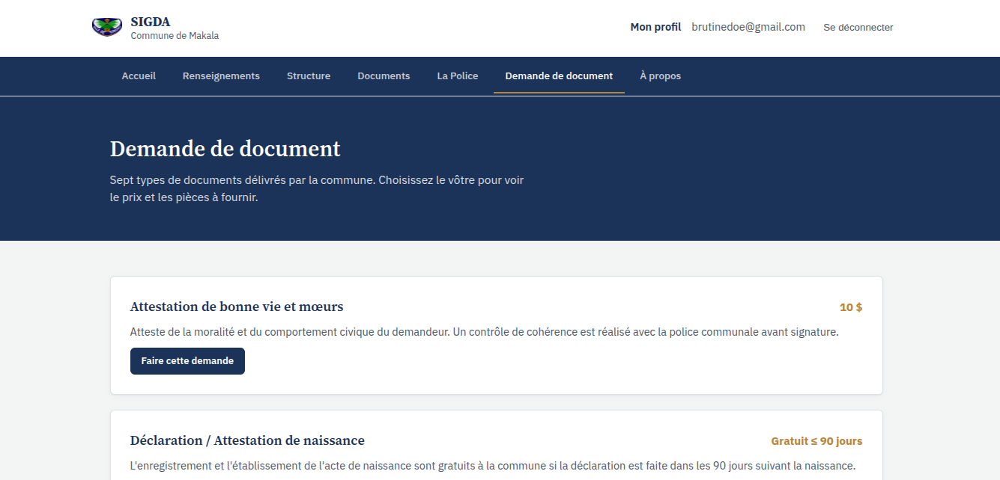 SIGDA
Commune de Makala
Mon profil brutinedoe@gmail.com Se déconnecter
Accueil Renseignements Structure Documents La Police Demande de document À propos
Demande de document
Sept types de documents délivrés par la commune. Choisissez le vôtre pour voir
le prix et les pièces à fournir.
Attestation de bonne vie et mœurs 10 $
Atteste de la moralité et du comportement civique du demandeur. Un contrôle de cohérence est réalisé avec la police communale avant signature.
Faire cette demande
Déclaration / Attestation de naissance Gratuit ≤ 90 jours
L'enregistrement et l'établissement de l'acte de naissance sont gratuits à la commune si la déclaration est faite dans les 90 jours suivant la naissance.